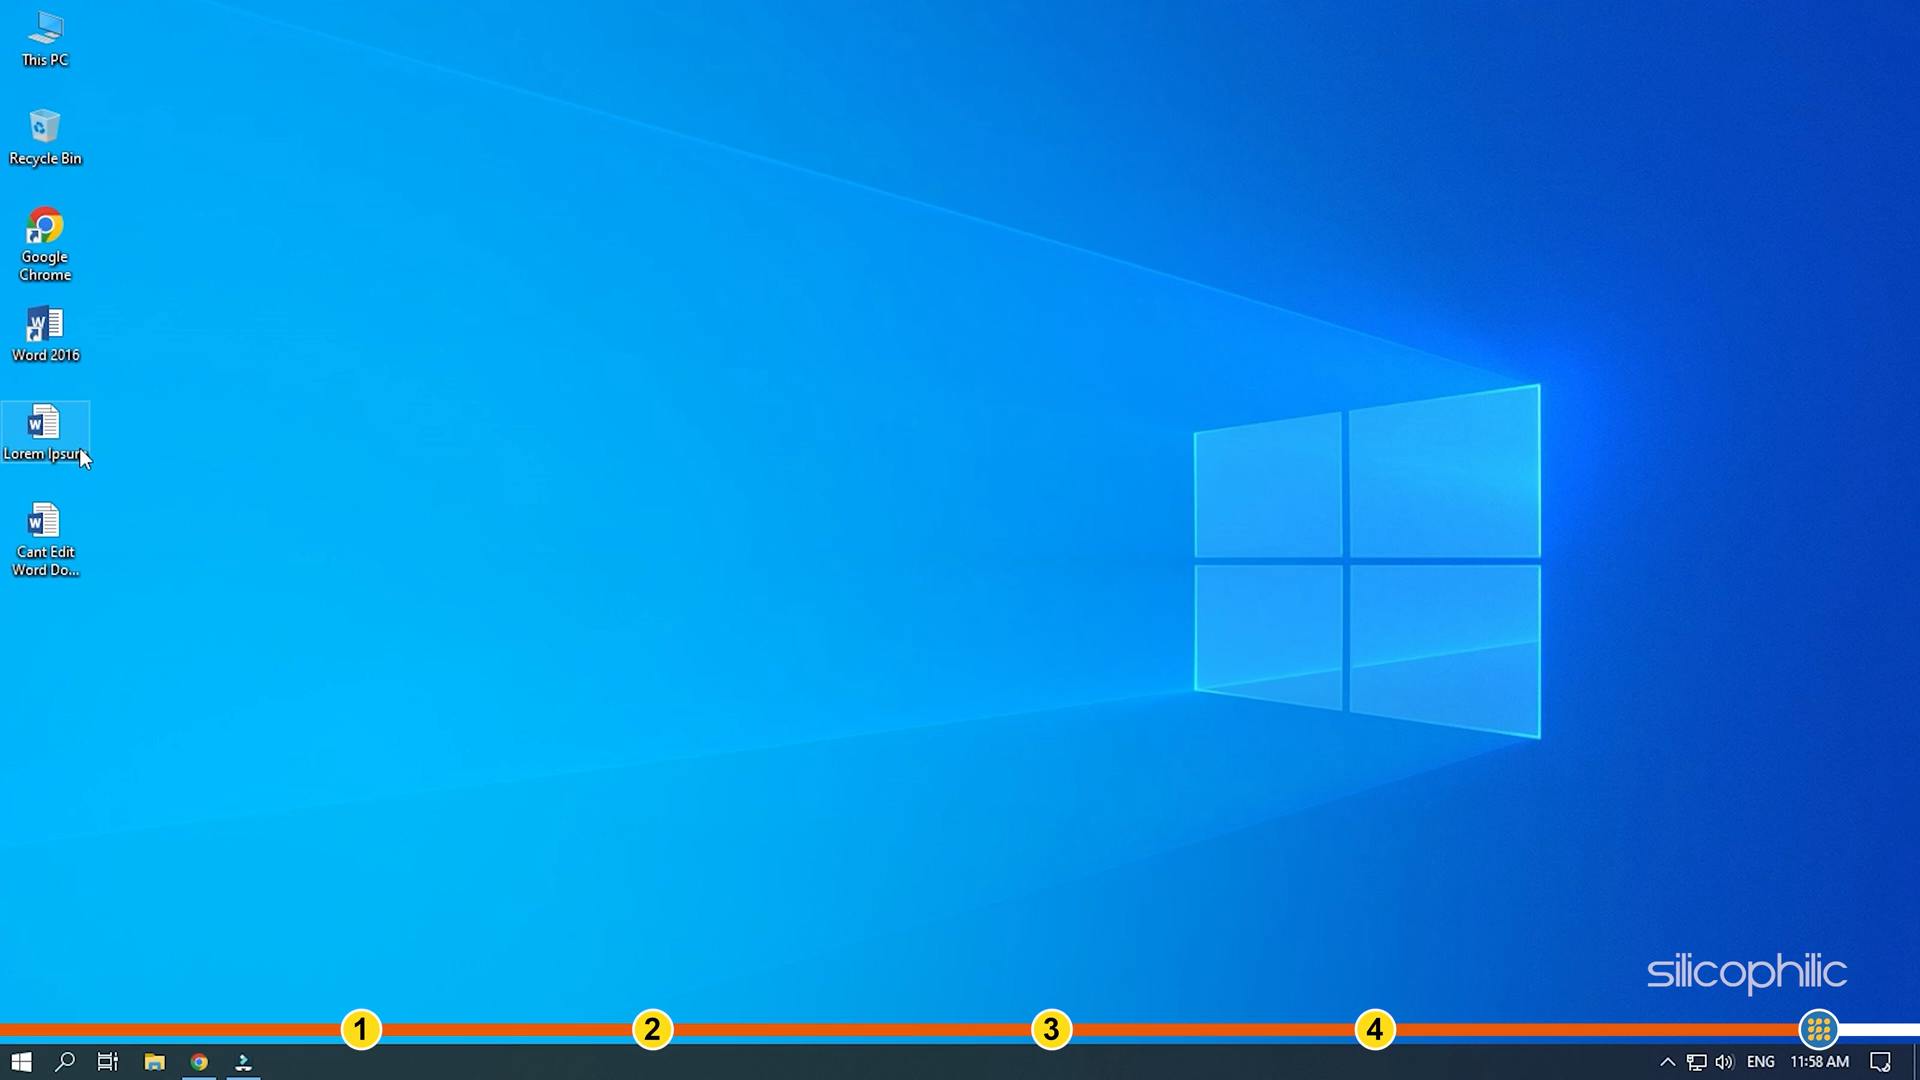 This PC
Recycle Bin
Google
Chrome
Word 2016
Lorem Ipsum
Cant Edit
Word Do...
silicophilic
1
2
3
4
ENG
11:58 AM